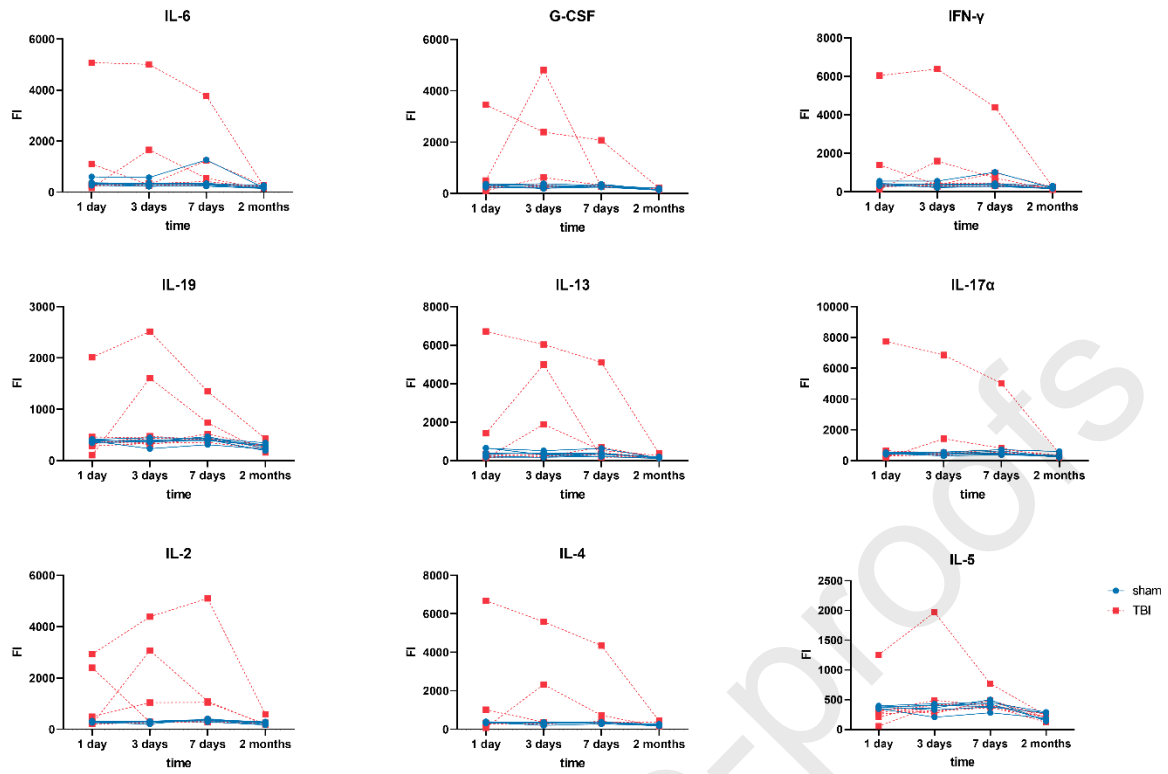 IL-6
6000
4000
2000
0
FI
1 day 3 days 7 days 2 months
time
G-CSF
6000
4000
2000
0
FI
1 day 3 days 7 days 2 months
time
IFN-γ
8000
6000
4000
2000
0
FI
1 day 3 days 7 days 2 months
time
IL-19
3000
2000
1000
0
FI
1 day 3 days 7 days 2 months
time
IL-13
8000
6000
4000
2000
0
FI
1 day 3 days 7 days 2 months
time
IL-17α
10000
8000
6000
4000
2000
0
FI
1 day 3 days 7 days 2 months
time
IL-2
6000
4000
2000
0
FI
1 day 3 days 7 days 2 months
time
IL-4
8000
6000
4000
2000
0
FI
1 day 3 days 7 days 2 months
time
IL-5
2500
2000
1500
1000
500
0
FI
1 day 3 days 7 days 2 months
time
sham
TBI
-proofs